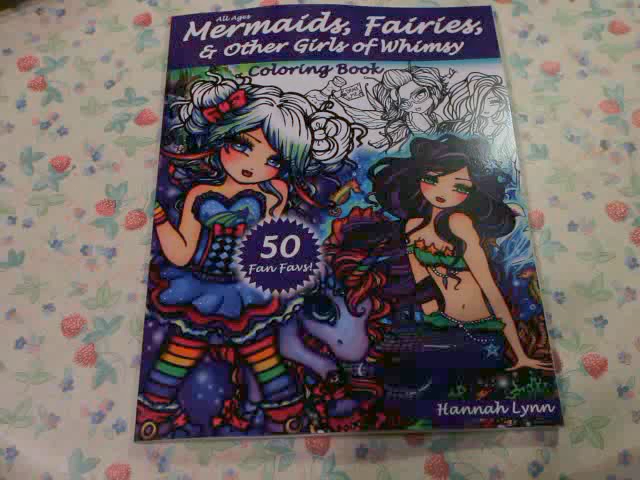 All Ages
Mermaids, Fairies,
& Other Girls of Whimsy
Coloring Book
50
Fan Favs!
Hannah Lynn